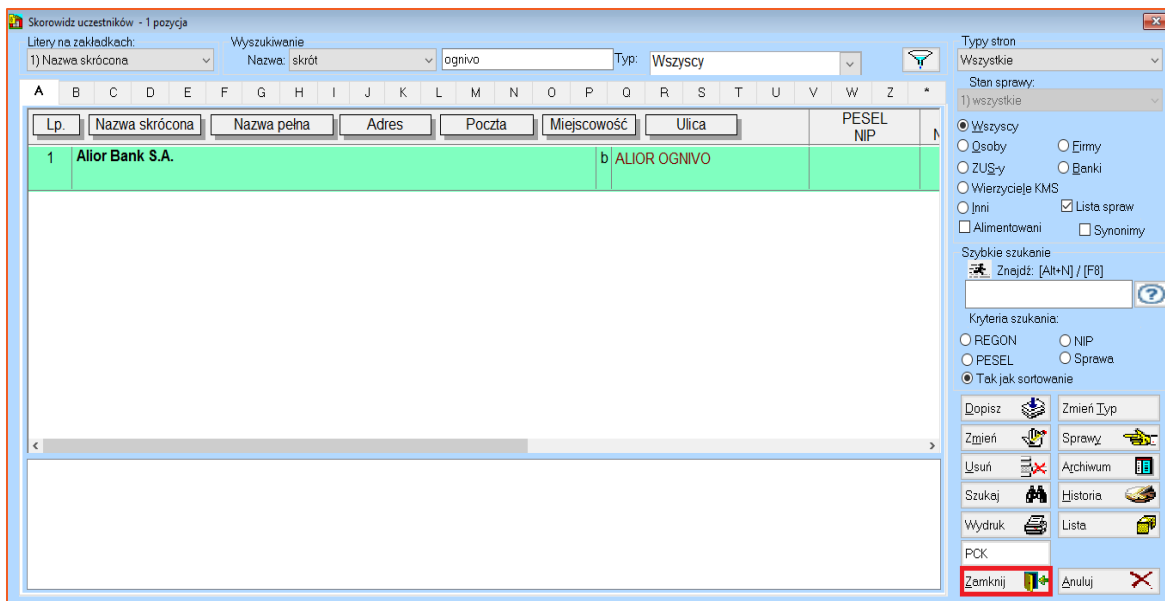 Skorowidz uczestników - 1 pozycja
Litery na zakładkach:
1) Nazwa skrócona
Wyszukiwanie
Nazwa: skrót
ognivo
Typ: Wszyscy
A B C D E F G H I J K L M N O P Q R S T U V W Z *
Lp. Nazwa skrócona Nazwa pełna Adres Poczta Miejscowość Ulica PESEL NIP N
1 Alior Bank S.A. b ALIOR OGNIVO
Typy stron
Wszystkie
Stan sprawy:
1) wszystkie
Wszyscy
Osoby Firmy
ZUS-y Banki
Wierzyciele KMS
Inni Lista spraw
Alimentowani Synonimy
Szybkie szukanie
Znajdź: [Alt+N] / [F8]
Kryteria szukania:
REGON NIP
PESEL Sprawa
Tak jak sortowanie
Dopisz Zmień Typ
Zmień Sprawy
Usuń Archiwum
Szukaj Historia
Wydruk Lista
PCK
Zamknij Anuluj